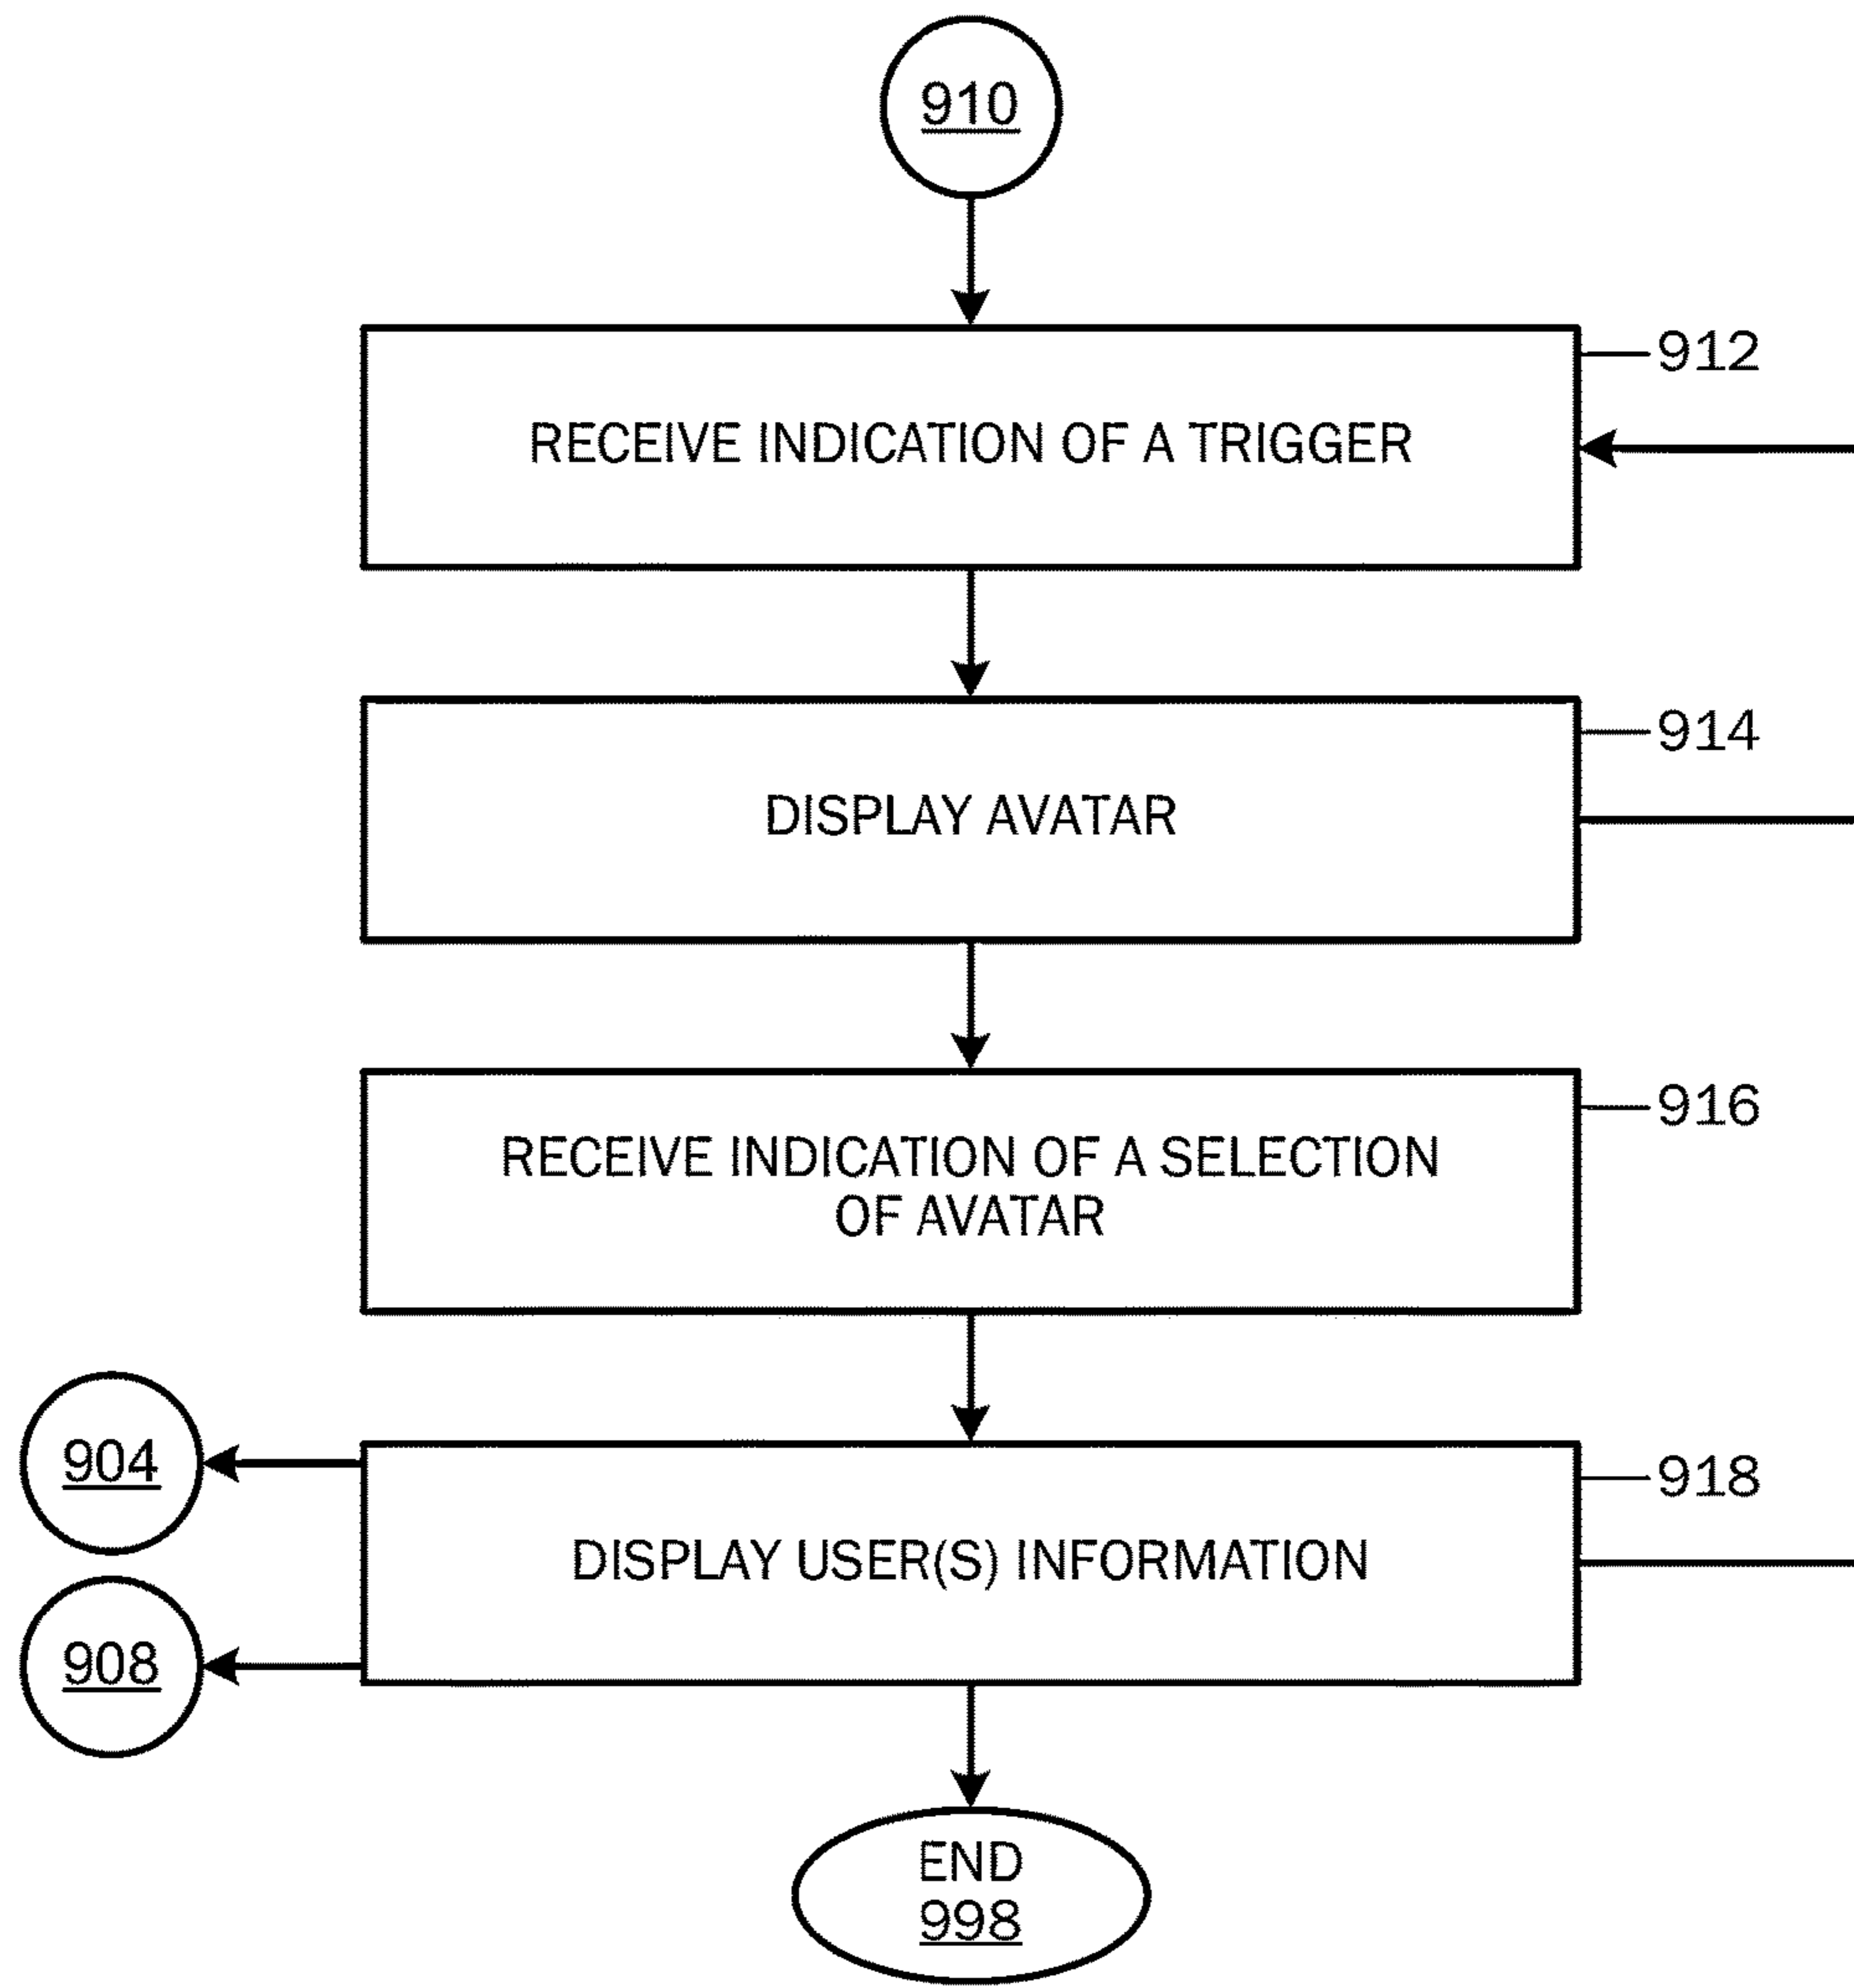 910
912
RECEIVE INDICATION OF A TRIGGER
914
DISPLAY AVATAR
916
RECEIVE INDICATION OF A SELECTION
OF AVATAR
904
918
DISPLAY USER(S) INFORMATION
908
END
998